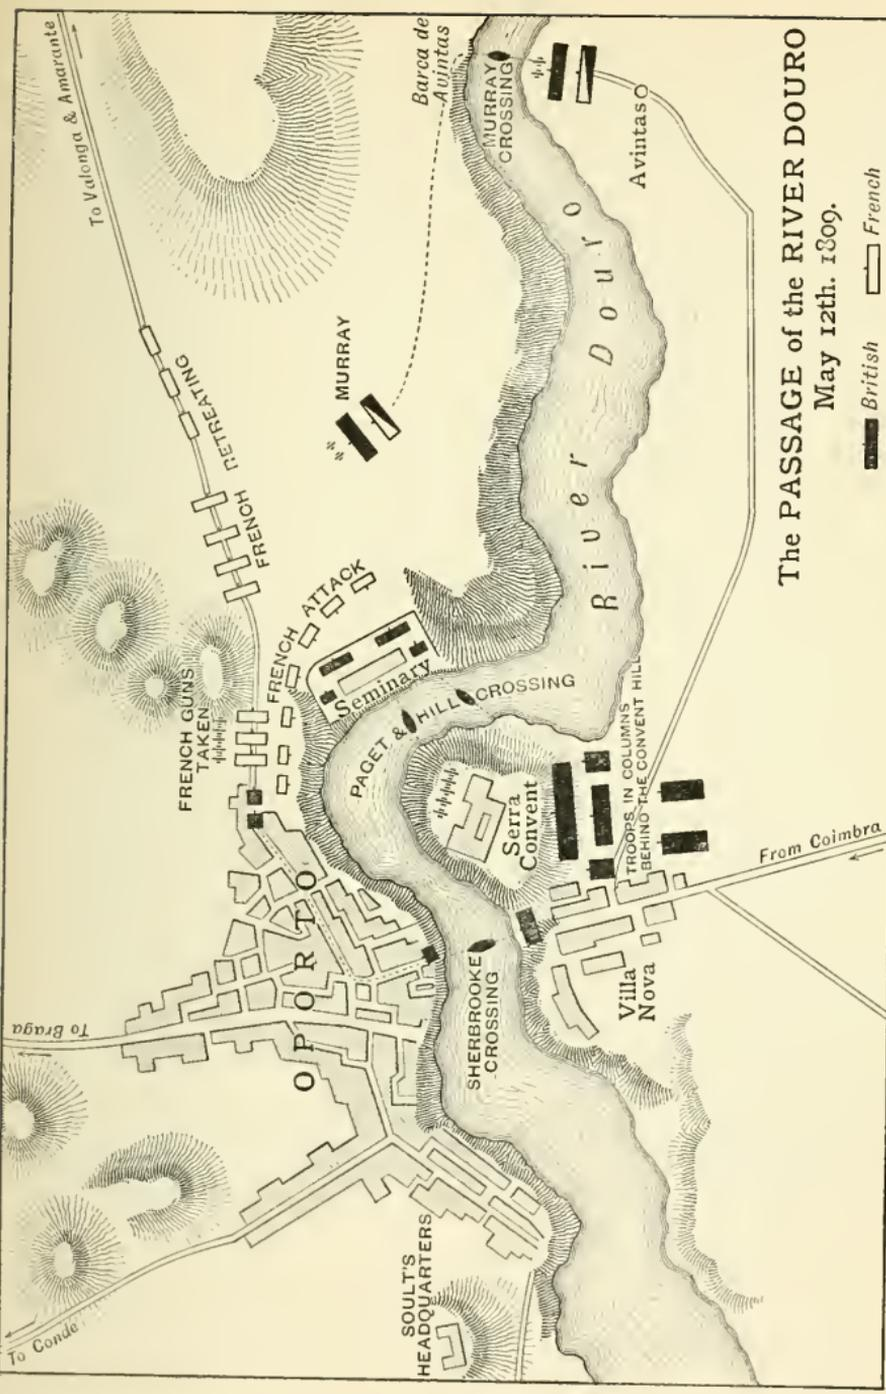 To Conde
To Braga
To Valonga & Amarante
SOULT'S
HEADQUARTERS
OPORTO
FRENCH GUNS
TAKEN
FRENCH ATTACK
FRENCH RETREATING
MURRAY
Seminary
PAGET & HILL CROSSING
SHERBROOKE
CROSSING
Serra
Convent
Villa
Nova
TROOPS IN COLUMNS
BEHIND THE CONVENT HILL
From Coimbra
River Douro
Barca de
Avintas
MURRAY
CROSSING
Avintas
The PASSAGE of the RIVER DOURO
May 12th. 1809.
British French